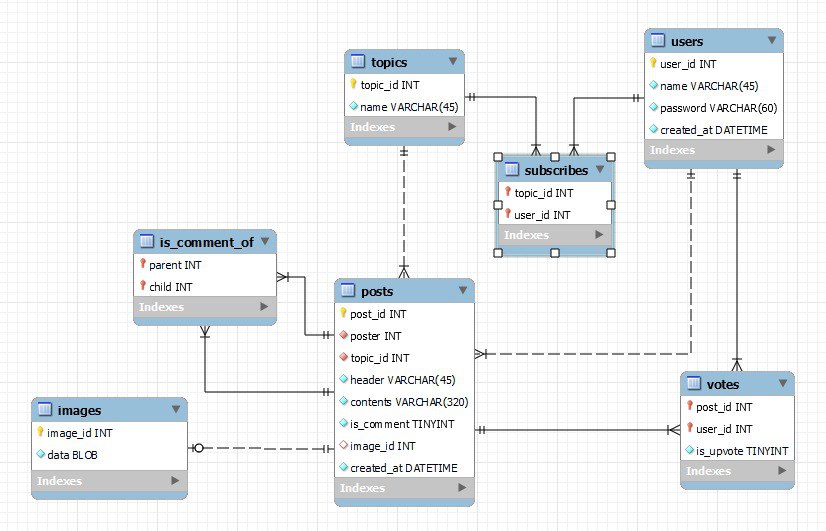 topics
topic_id INT
name VARCHAR(45)
Indexes
users
user_id INT
name VARCHAR(45)
password VARCHAR(60)
created_at DATETIME
Indexes
subscribes
topic_id INT
user_id INT
Indexes
is_comment_of
parent INT
child INT
Indexes
posts
post_id INT
poster INT
topic_id INT
header VARCHAR(45)
contents VARCHAR(320)
is_comment TINYINT
image_id INT
created_at DATETIME
Indexes
images
image_id INT
data BLOB
Indexes
votes
post_id INT
user_id INT
is_upvote TINYINT
Indexes